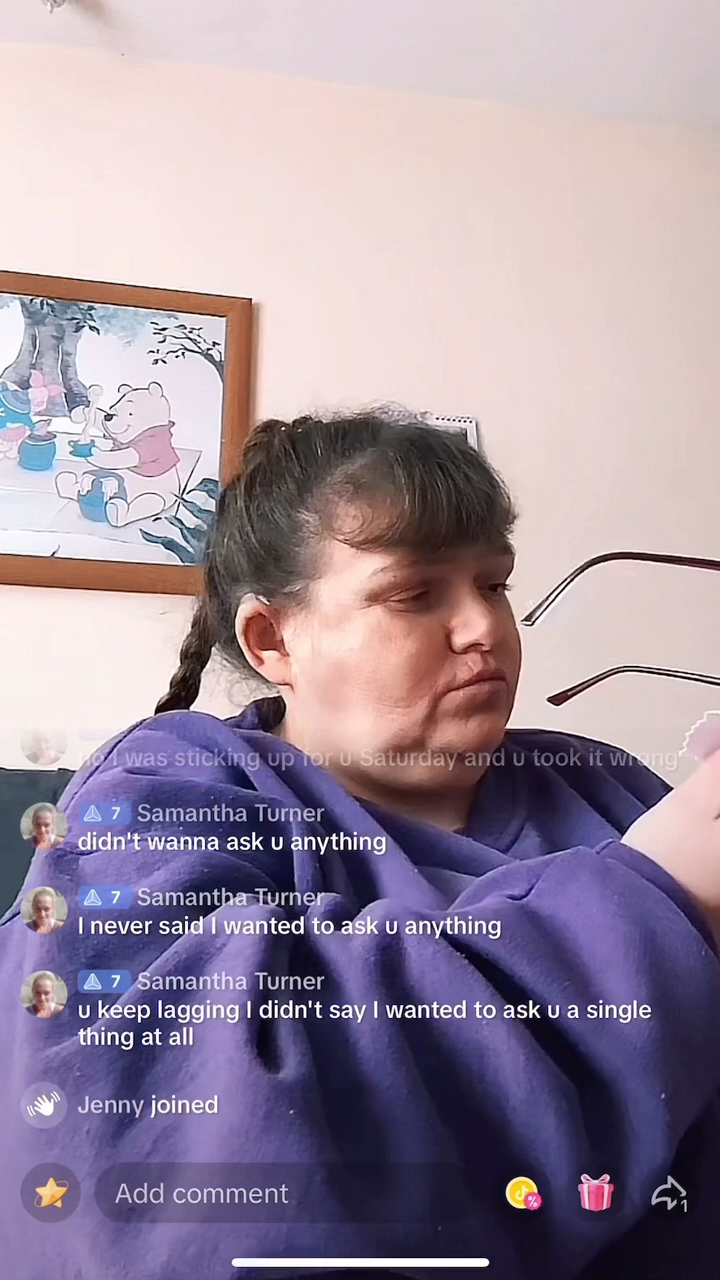 no I was sticking up for u Saturday and u took it wrong
7 Samantha Turner
didn't wanna ask u anything
7 Samantha Turner
I never said I wanted to ask u anything
7 Samantha Turner
u keep lagging I didn't say I wanted to ask u a single
thing at all
Jenny joined
Add comment
%
1